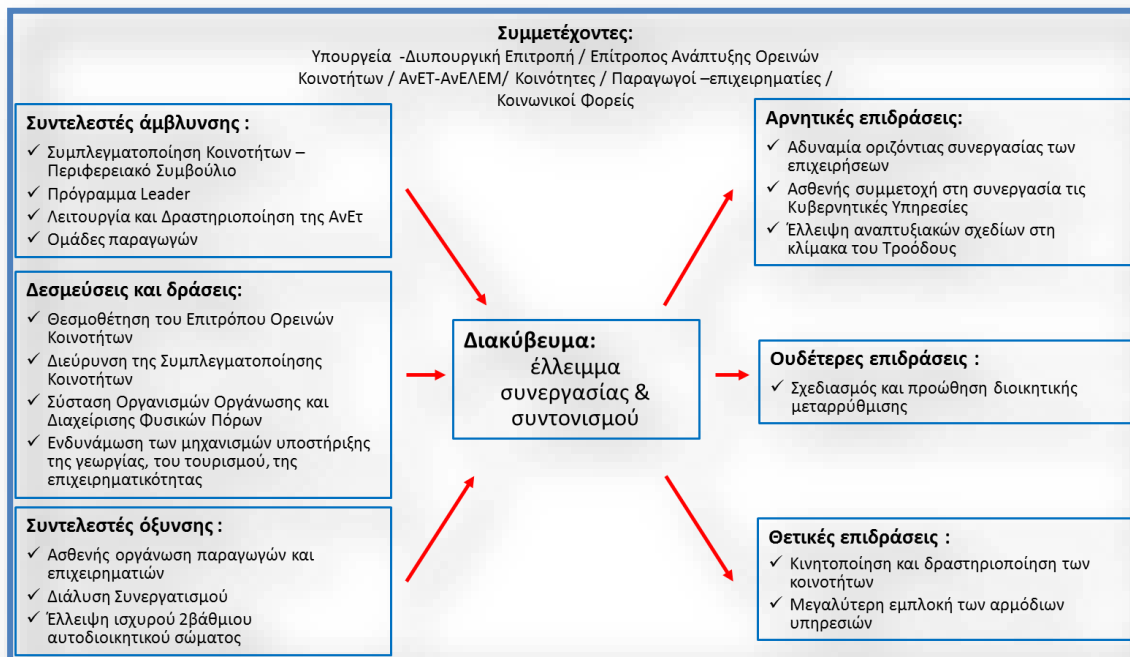 Συμμετέχοντες:
Υπουργεία -Διυπουργική Επιτροπή / Επίτροπος Ανάπτυξης Ορεινών
Κοινοτήτων / ΑνΕΤ-ΑνΕΛΕΜ/ Κοινότητες / Παραγωγοί –επιχειρηματίες /
Κοινωνικοί Φορείς
Συντελεστές άμβλυνσης :
✓ Συμπλεγματοποίηση Κοινοτήτων –
Περιφερειακό Συμβούλιο
✓ Πρόγραμμα Leader
✓ Λειτουργία και Δραστηριοποίηση της ΑνΕτ
✓ Ομάδες παραγωγών
Δεσμεύσεις και δράσεις:
✓ Θεσμοθέτηση του Επιτρόπου Ορεινών
Κοινοτήτων
✓ Διεύρυνση της Συμπλεγματοποίησης
Κοινοτήτων
✓ Σύσταση Οργανισμών Οργάνωσης και
Διαχείρισης Φυσικών Πόρων
✓ Ενδυνάμωση των μηχανισμών υποστήριξης
της γεωργίας, του τουρισμού, της
επιχειρηματικότητας
Συντελεστές όξυνσης :
✓ Ασθενής οργάνωση παραγωγών και
επιχειρηματιών
✓ Διάλυση Συνεργατισμού
✓ Έλλειψη ισχυρού 2βάθμιου
αυτοδιοικητικού σώματος
Διακύβευμα:
έλλειμμα
συνεργασίας &
συντονισμού
Αρνητικές επιδράσεις:
✓ Αδυναμία οριζόντιας συνεργασίας των
επιχειρήσεων
✓ Ασθενής συμμετοχή στη συνεργασία τις
Κυβερνητικές Υπηρεσίες
✓ Έλλειψη αναπτυξιακών σχεδίων στη
κλίμακα του Τροόδους
Ουδέτερες επιδράσεις :
✓ Σχεδιασμός και προώθηση διοικητικής
μεταρρύθμισης
Θετικές επιδράσεις :
✓ Κινητοποίηση και δραστηριοποίηση των
κοινοτήτων
✓ Μεγαλύτερη εμπλοκή των αρμόδιων
υπηρεσιών